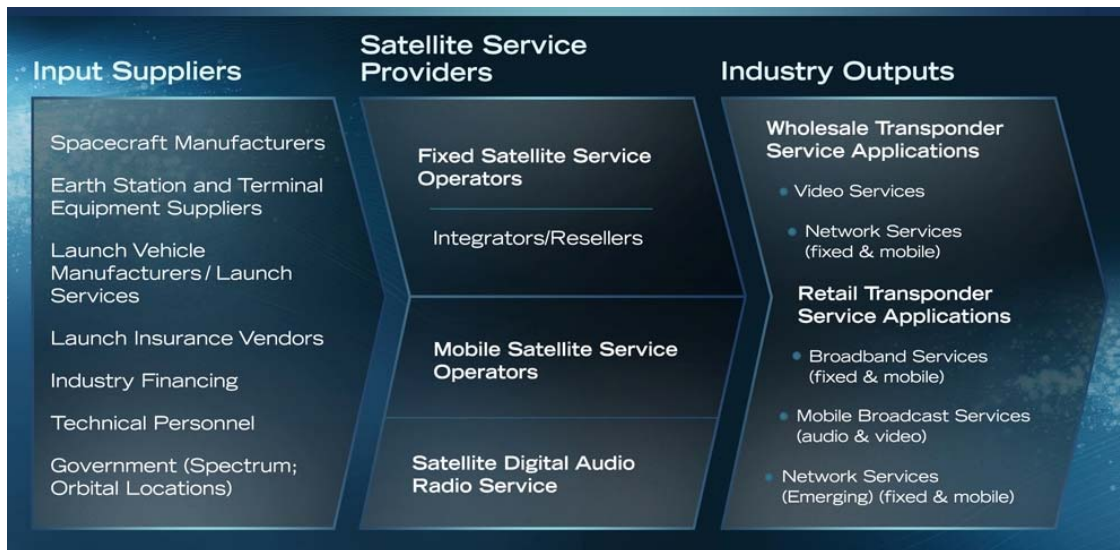 Input Suppliers
Spacecraft Manufacturers
Earth Station and Terminal
Equipment Suppliers
Launch Vehicle
Manufacturers / Launch
Services
Launch Insurance Vendors
Industry Financing
Technical Personnel
Government (Spectrum;
Orbital Locations)
Satellite Service
Providers
Fixed Satellite Service
Operators
Integrators/Resellers
Mobile Satellite Service
Operators
Satellite Digital Audio
Radio Service
Industry Outputs
Wholesale Transponder
Service Applications
• Video Services
• Network Services
(fixed & mobile)
Retail Transponder
Service Applications
• Broadband Services
(fixed & mobile)
• Mobile Broadcast Services
(audio & video)
• Network Services
(Emerging) (fixed & mobile)